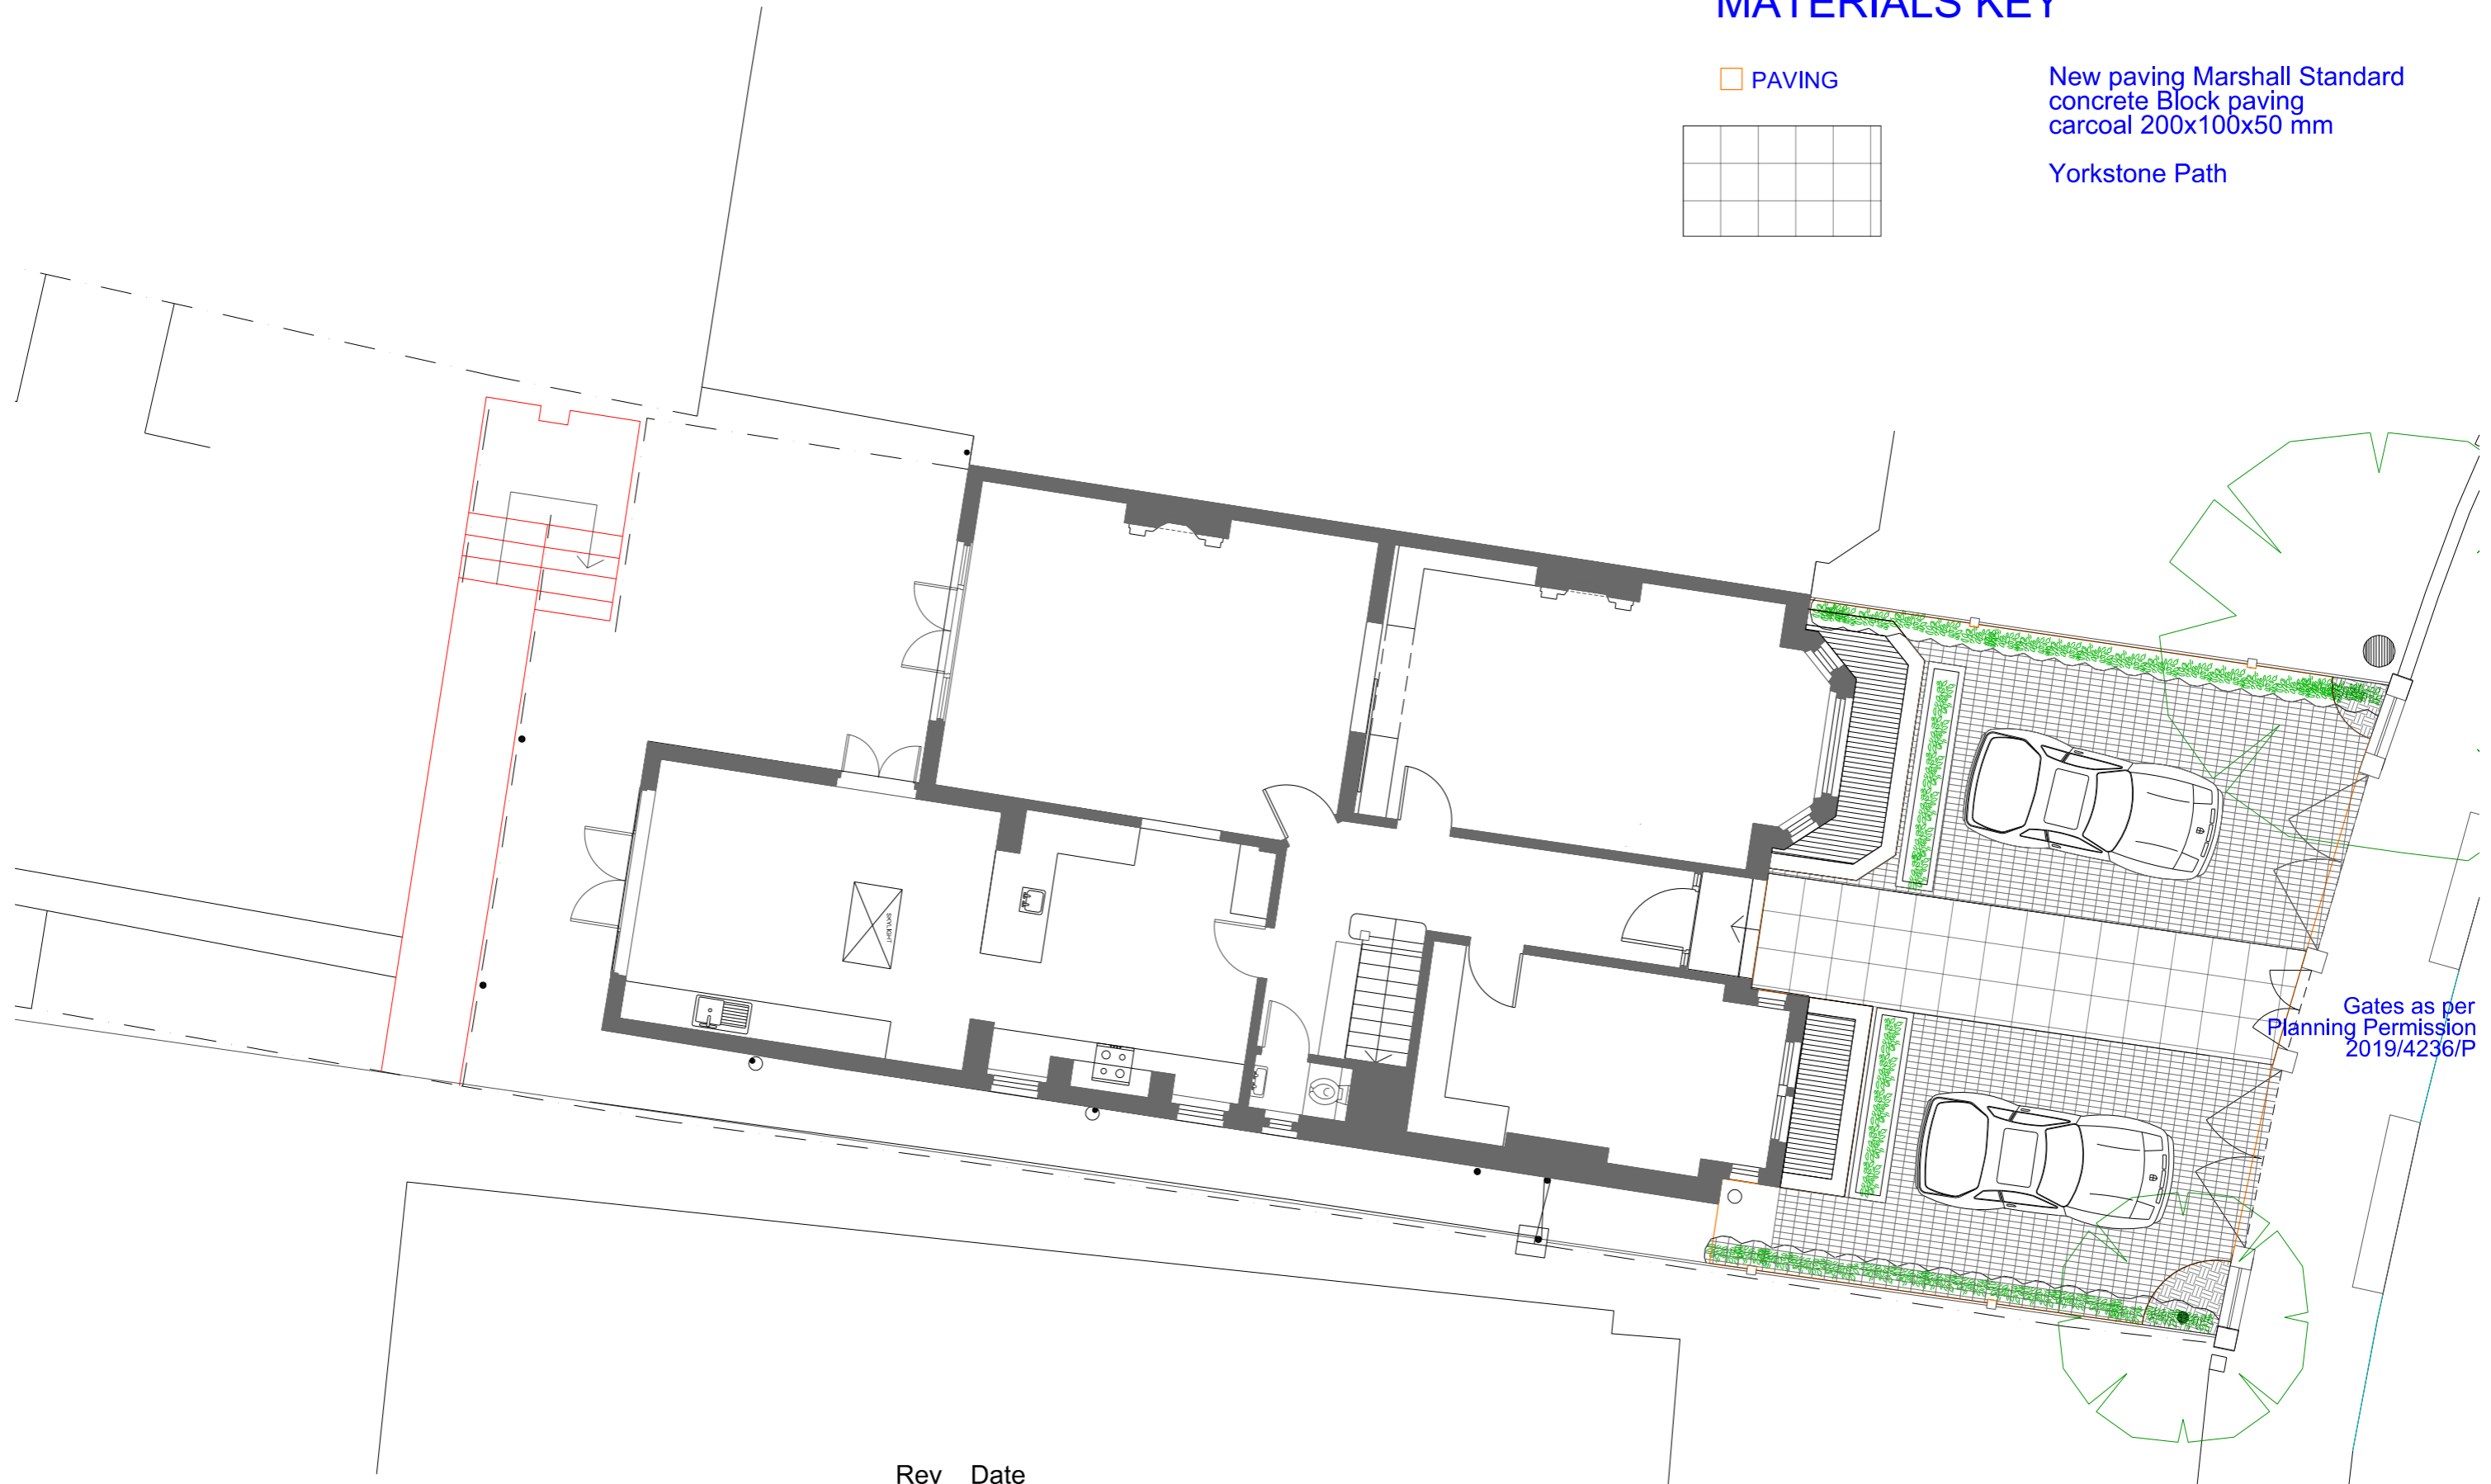 MATERIALS KEY
PAVING
New paving Marshall Standard
concrete Block paving
carcoal 200x100x50 mm
Yorkstone Path
SKYLIGHT
Gates as per
Planning Permission
2019/4236/P
Rev Date